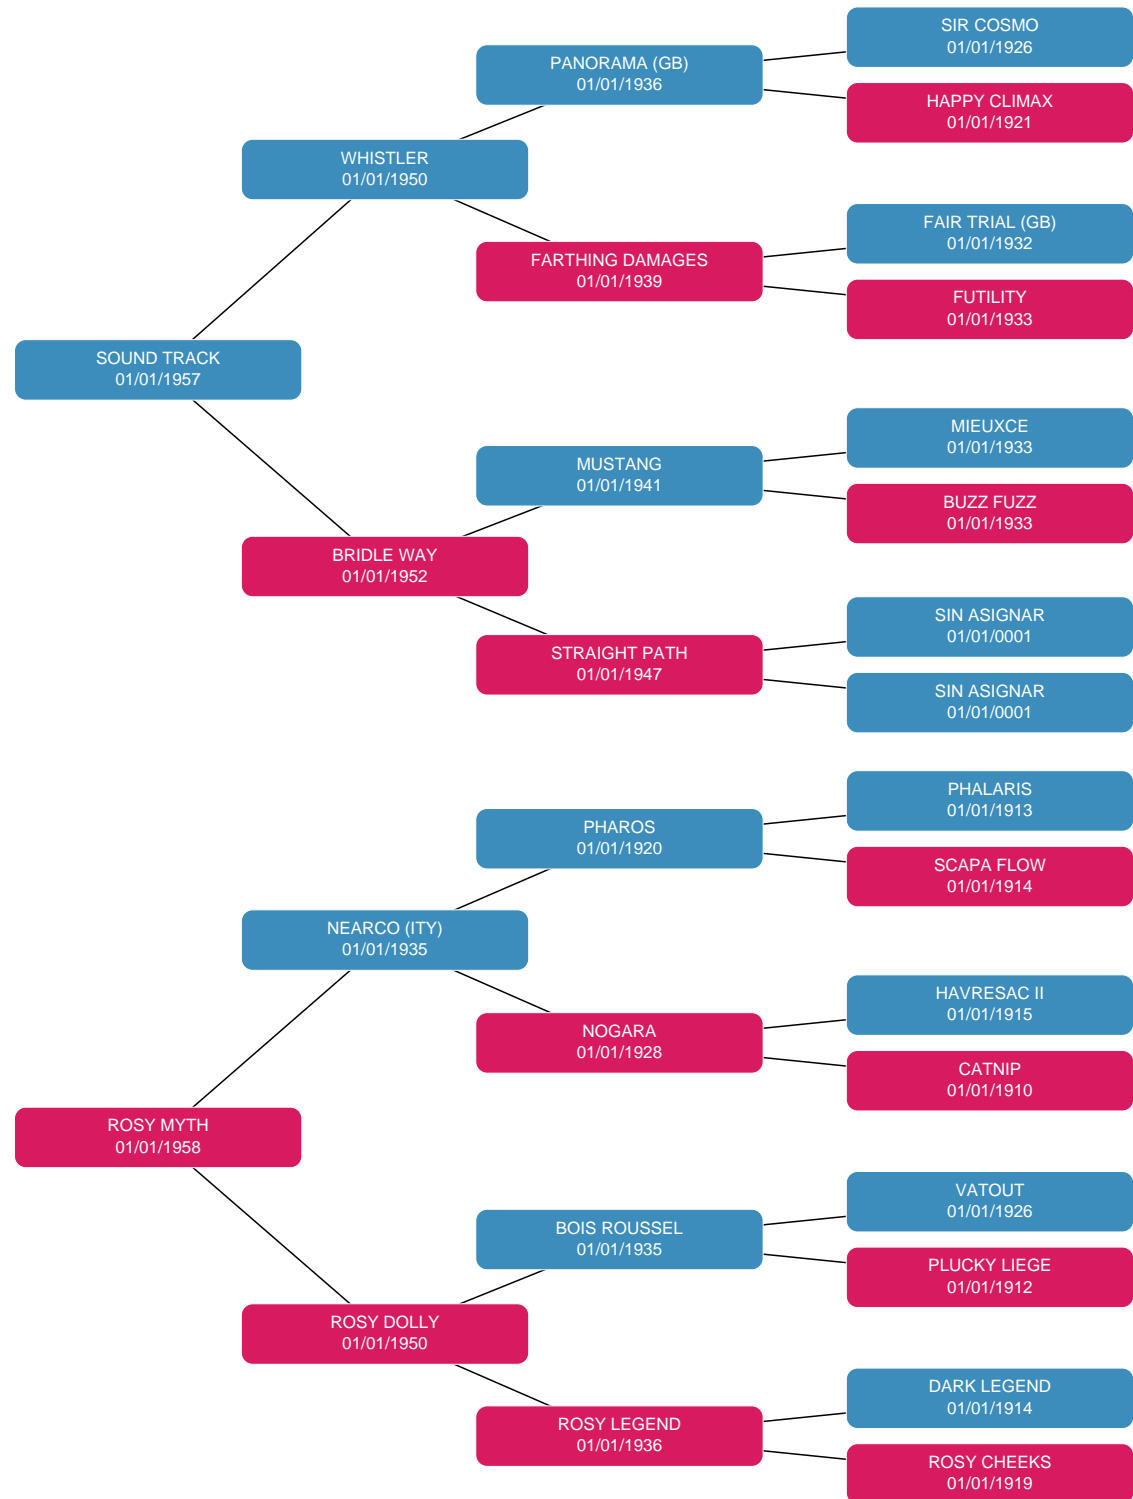 SIR COSMO
01/01/1926
PANORAMA (GB)
01/01/1936
HAPPY CLIMAX
01/01/1921
WHISTLER
01/01/1950
FAIR TRIAL (GB)
01/01/1932
FARTHING DAMAGES
01/01/1939
FUTILITY
01/01/1933
SOUND TRACK
01/01/1957
MIEUXCE
01/01/1933
MUSTANG
01/01/1941
BUZZ FUZZ
01/01/1933
BRIDLE WAY
01/01/1952
SIN ASIGNAR
01/01/0001
STRAIGHT PATH
01/01/1947
SIN ASIGNAR
01/01/0001
PHALARIS
01/01/1913
PHAROS
01/01/1920
SCAPA FLOW
01/01/1914
NEARCO (ITY)
01/01/1935
HAVRESAC II
01/01/1915
NOGARA
01/01/1928
CATNIP
01/01/1910
ROSY MYTH
01/01/1958
VATOUT
01/01/1926
BOIS ROUSSEL
01/01/1935
PLUCKY LIEGE
01/01/1912
ROSY DOLLY
01/01/1950
DARK LEGEND
01/01/1914
ROSY LEGEND
01/01/1936
ROSY CHEEKS
01/01/1919